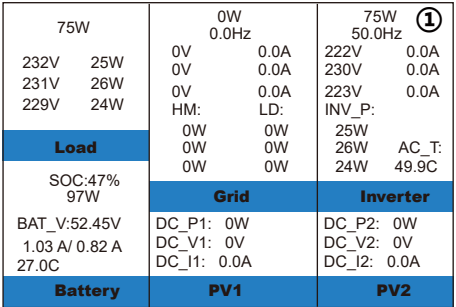 75W
232V 25W
231V 26W
229V 24W
Load
SOC:47%
97W
BAT_V:52.45V
1.03 A/ 0.82 A
27.0C
Battery
0W
0.0Hz
0V 0.0A
0V 0.0A
0V 0.0A
HM: LD:
0W 0W
0W 0W
0W 0W
Grid
DC_P1: 0W
DC_V1: 0V
DC_I1: 0.0A
PV1
75W ①
50.0Hz
222V 0.0A
230V 0.0A
223V 0.0A
INV_P:
25W
26W AC_T:
24W 49.9C
Inverter
DC_P2: 0W
DC_V2: 0V
DC_I2: 0.0A
PV2